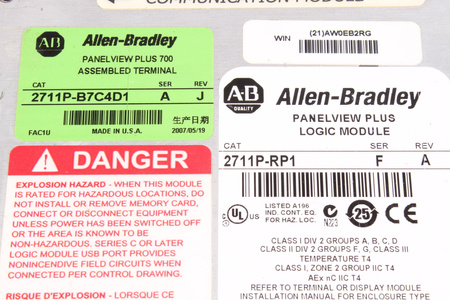 COMMUNICATION MODULE
AB Allen-Bradley
PANELVIEW PLUS 700
ASSEMBLED TERMINAL
CAT SER REV
2711P-B7C4D1 A J
生产日期
FAC1U MADE IN U.S.A. 2007/05/19
DANGER
EXPLOSION HAZARD - WHEN THIS MODULE
IS RATED FOR HAZARDOUS LOCATIONS, DO
NOT INSTALL OR REMOVE MEMORY CARD,
CONNECT OR DISCONNECT EQUIPMENT
UNLESS POWER HAS BEEN SWITCHED OFF
OR THE AREA IS KNOWN TO BE
NON-HAZARDOUS. SERIES C OR LATER
LOGIC MODULE USB PORT PROVIDES
NONINCENDIVE FIELD CIRCUITS WHEN
CONNECTED PER CONTROL DRAWING.
RISQUE D'EXPLOSION - LORSQUE CE
WIN (21)AW0EB2RG
A-B Allen-Bradley
QUALITY
PANELVIEW PLUS
LOGIC MODULE
CAT SER REV
2711P-RP1 F A
c UL US LISTED A196
IND. CONT. EQ.
FOR HAZ. LOC.
N223
25
CLASS I DIV 2 GROUPS A, B, C, D
CLASS II DIV 2 GROUPS F, G, CLASS III
TEMPERATURE T4
CLASS I, ZONE 2 GROUP IIC T4
AEx nC IIC T4
REFER TO TERMINAL OR DISPLAY MODULE
INSTALLATION MANUAL FOR ENCLOSURE TYPE